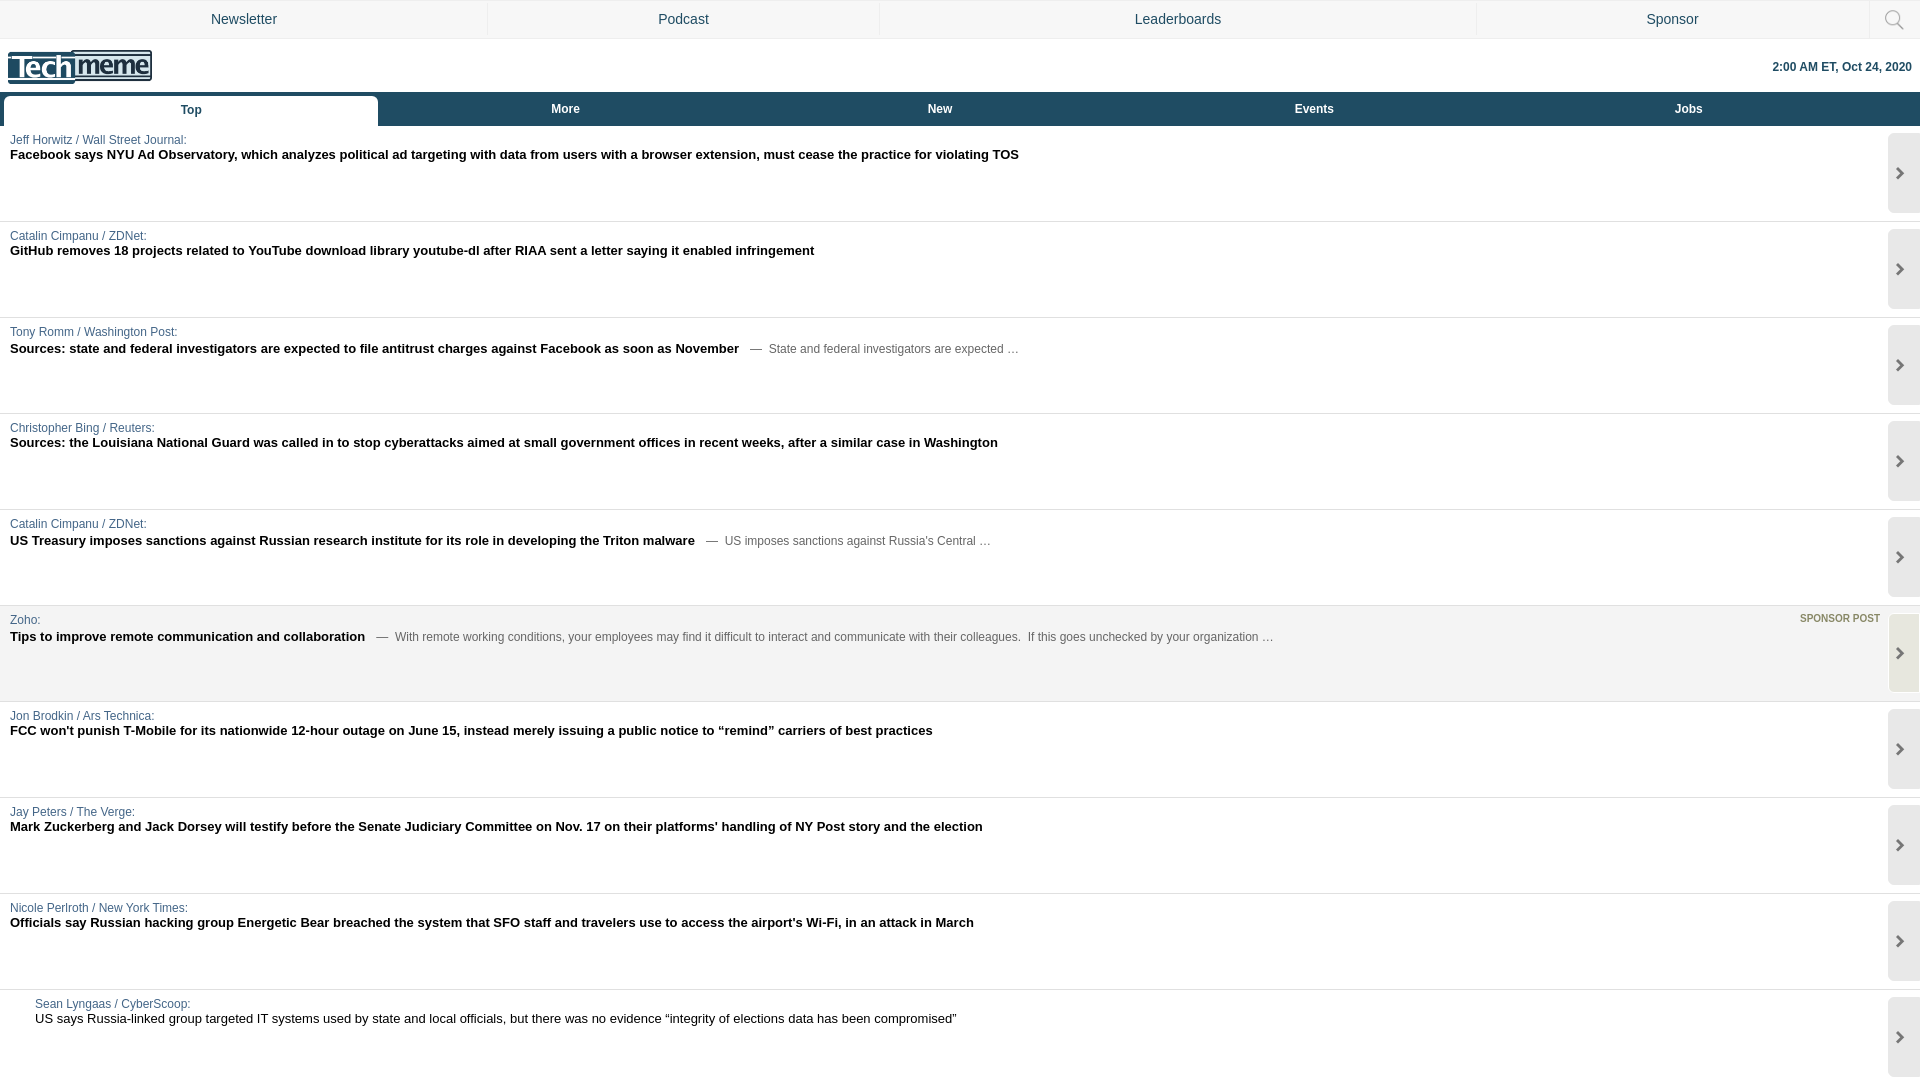 Newsletter
Podcast
Leaderboards
Sponsor
Techmeme
2:00 AM ET, Oct 24, 2020
Top
More
New
Events
Jobs
Jeff Horwitz / Wall Street Journal:
Facebook says NYU Ad Observatory, which analyzes political ad targeting with data from users with a browser extension, must cease the practice for violating TOS
Catalin Cimpanu / ZDNet:
GitHub removes 18 projects related to YouTube download library youtube-dl after RIAA sent a letter saying it enabled infringement
Tony Romm / Washington Post:
Sources: state and federal investigators are expected to file antitrust charges against Facebook as soon as November — State and federal investigators are expected …
Christopher Bing / Reuters:
Sources: the Louisiana National Guard was called in to stop cyberattacks aimed at small government offices in recent weeks, after a similar case in Washington
Catalin Cimpanu / ZDNet:
US Treasury imposes sanctions against Russian research institute for its role in developing the Triton malware — US imposes sanctions against Russia's Central …
Zoho:
SPONSOR POST
Tips to improve remote communication and collaboration — With remote working conditions, your employees may find it difficult to interact and communicate with their colleagues. If this goes unchecked by your organization …
Jon Brodkin / Ars Technica:
FCC won't punish T-Mobile for its nationwide 12-hour outage on June 15, instead merely issuing a public notice to “remind” carriers of best practices
Jay Peters / The Verge:
Mark Zuckerberg and Jack Dorsey will testify before the Senate Judiciary Committee on Nov. 17 on their platforms' handling of NY Post story and the election
Nicole Perlroth / New York Times:
Officials say Russian hacking group Energetic Bear breached the system that SFO staff and travelers use to access the airport's Wi-Fi, in an attack in March
Sean Lyngaas / CyberScoop:
US says Russia-linked group targeted IT systems used by state and local officials, but there was no evidence “integrity of elections data has been compromised”